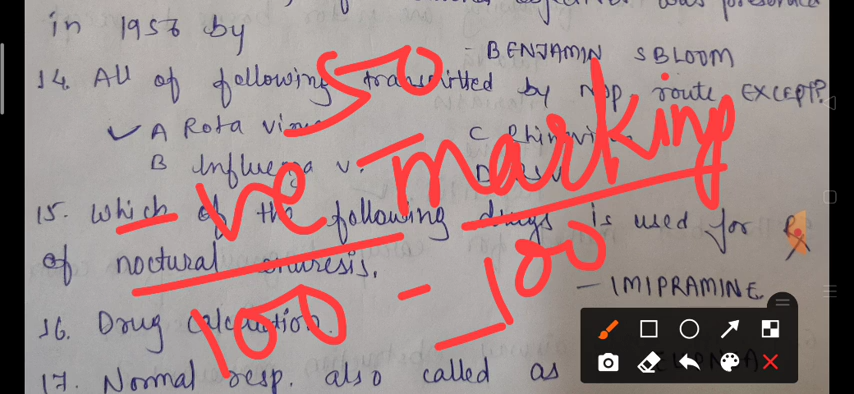 in 1956 by
- BENJAMIN S BLOOM
14. All of following transmitted by route EXCEPT?
A Rota virus
B Influenza v.
15. Which of the following drugs is used for Rx
of noctural enuresis.
- IMIPRAMINE
16. Drug calculation.
17. Normal resp. also called as
50
-ve marking
100 - 100